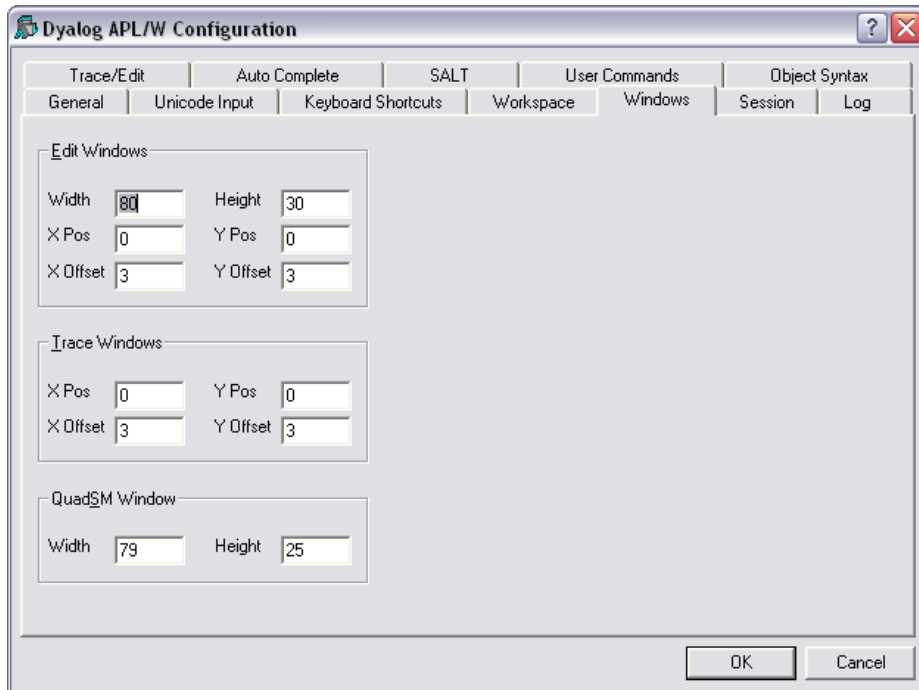 Dyalog APL/W Configuration
Trace/Edit Auto Complete SALT User Commands Object Syntax
General Unicode Input Keyboard Shortcuts Workspace Windows Session Log
Edit Windows
Width 80 Height 30
X Pos 0 Y Pos 0
X Offset 3 Y Offset 3
Trace Windows
X Pos 0 Y Pos 0
X Offset 3 Y Offset 3
QuadSM Window
Width 79 Height 25
OK Cancel